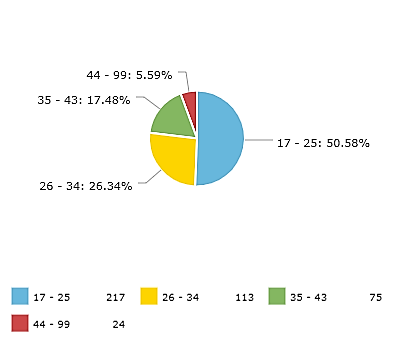 44 - 99: 5.59%
35 - 43: 17.48%
17 - 25: 50.58%
26 - 34: 26.34%
17 - 25 217 26 - 34 113 35 - 43 75
44 - 99 24